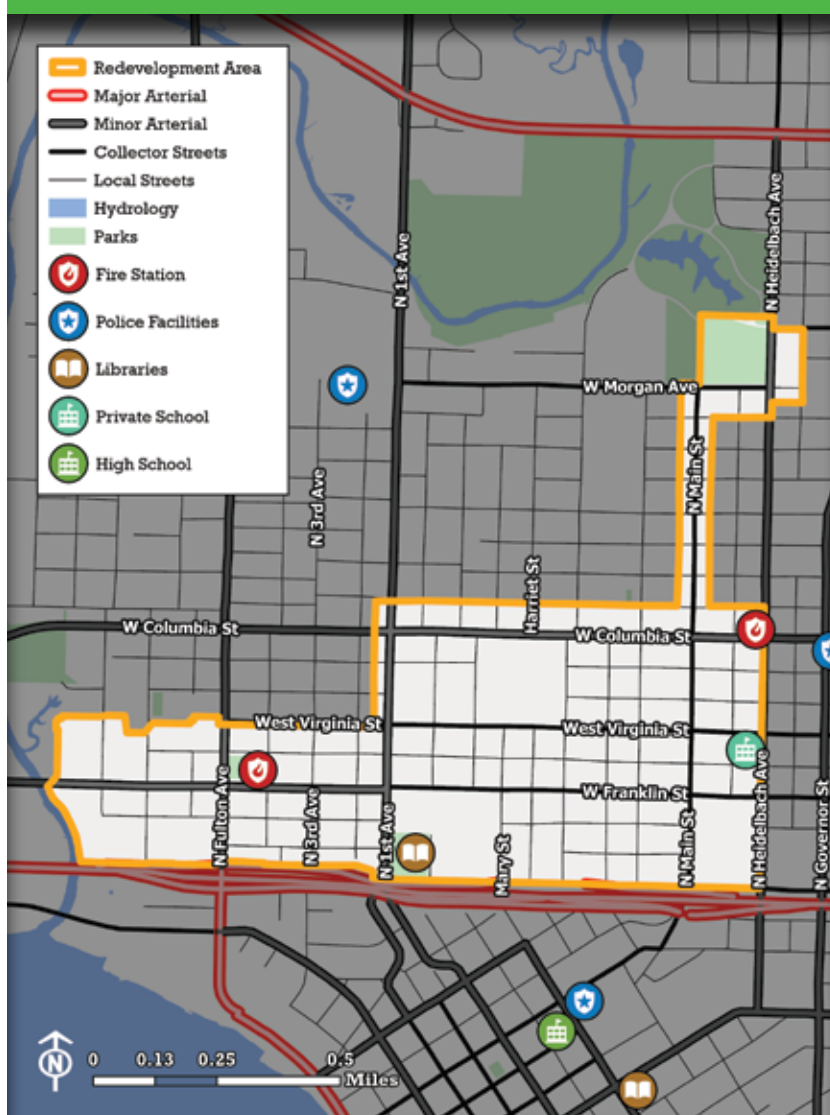 Redevelopment Area
Major Arterial
Minor Arterial
Collector Streets
Local Streets
Hydrology
Parks
Fire Station
Police Facilities
Libraries
Private School
High School
N 1st Ave
N Heidelbach Ave
W Morgan Ave
N Main St
N 3rd Ave
Harriet St
W Columbia St
W Columbia St
West Virginia St
West Virginia St
W Franklin St
N Fulton Ave
N 3rd Ave
N 1st Ave
Mary St
N Main St
N Heidelbach Ave
N Governor St
N
0 0.13 0.25 0.5
Miles